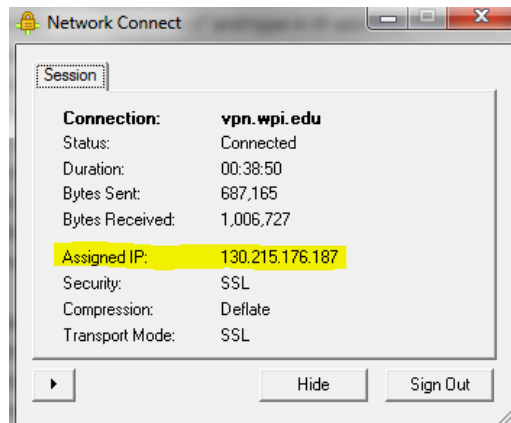 Network Connect
Session
Connection: vpn.wpi.edu
Status: Connected
Duration: 00:38:50
Bytes Sent: 687,165
Bytes Received: 1,006,727
Assigned IP: 130.215.176.187
Security: SSL
Compression: Deflate
Transport Mode: SSL
Hide Sign Out